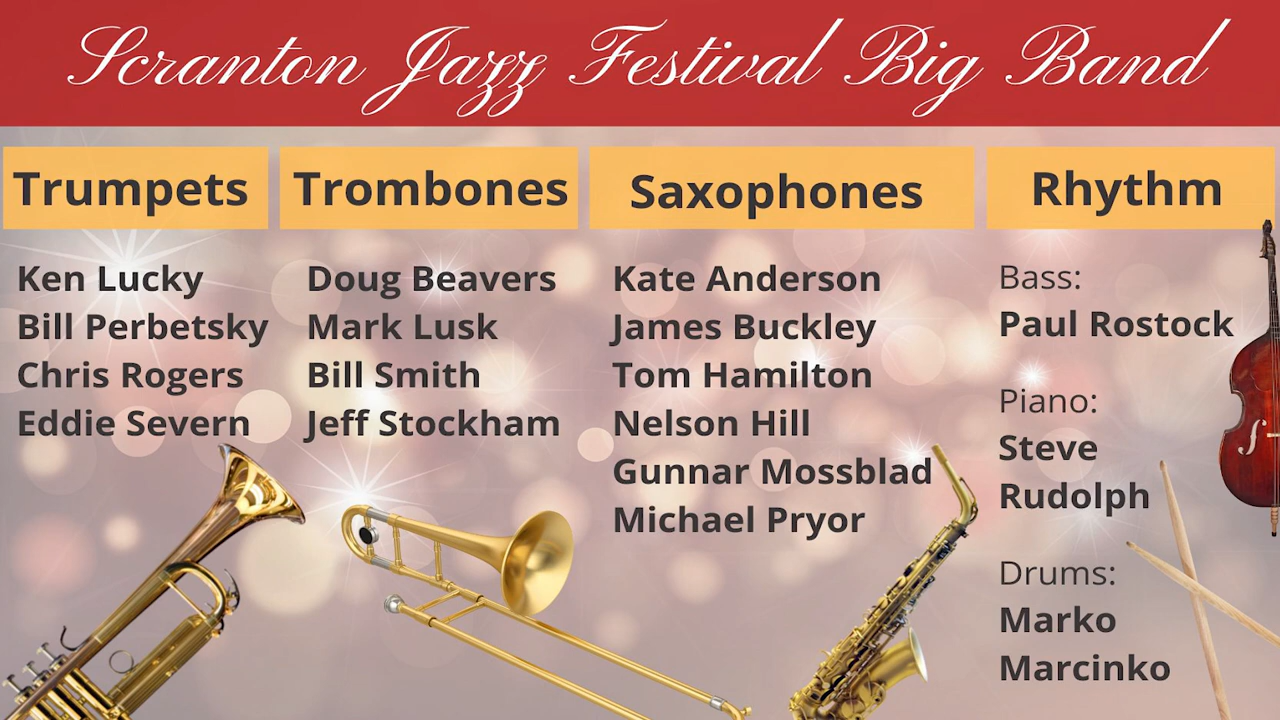 Scranton Jazz Festival Big Band
Trumpets
Ken Lucky
Bill Perbetsky
Chris Rogers
Eddie Severn
Trombones
Doug Beavers
Mark Lusk
Bill Smith
Jeff Stockham
Saxophones
Kate Anderson
James Buckley
Tom Hamilton
Nelson Hill
Gunnar Mossblad
Michael Pryor
Rhythm
Bass:
Paul Rostock
Piano:
Steve
Rudolph
Drums:
Marko
Marcinko